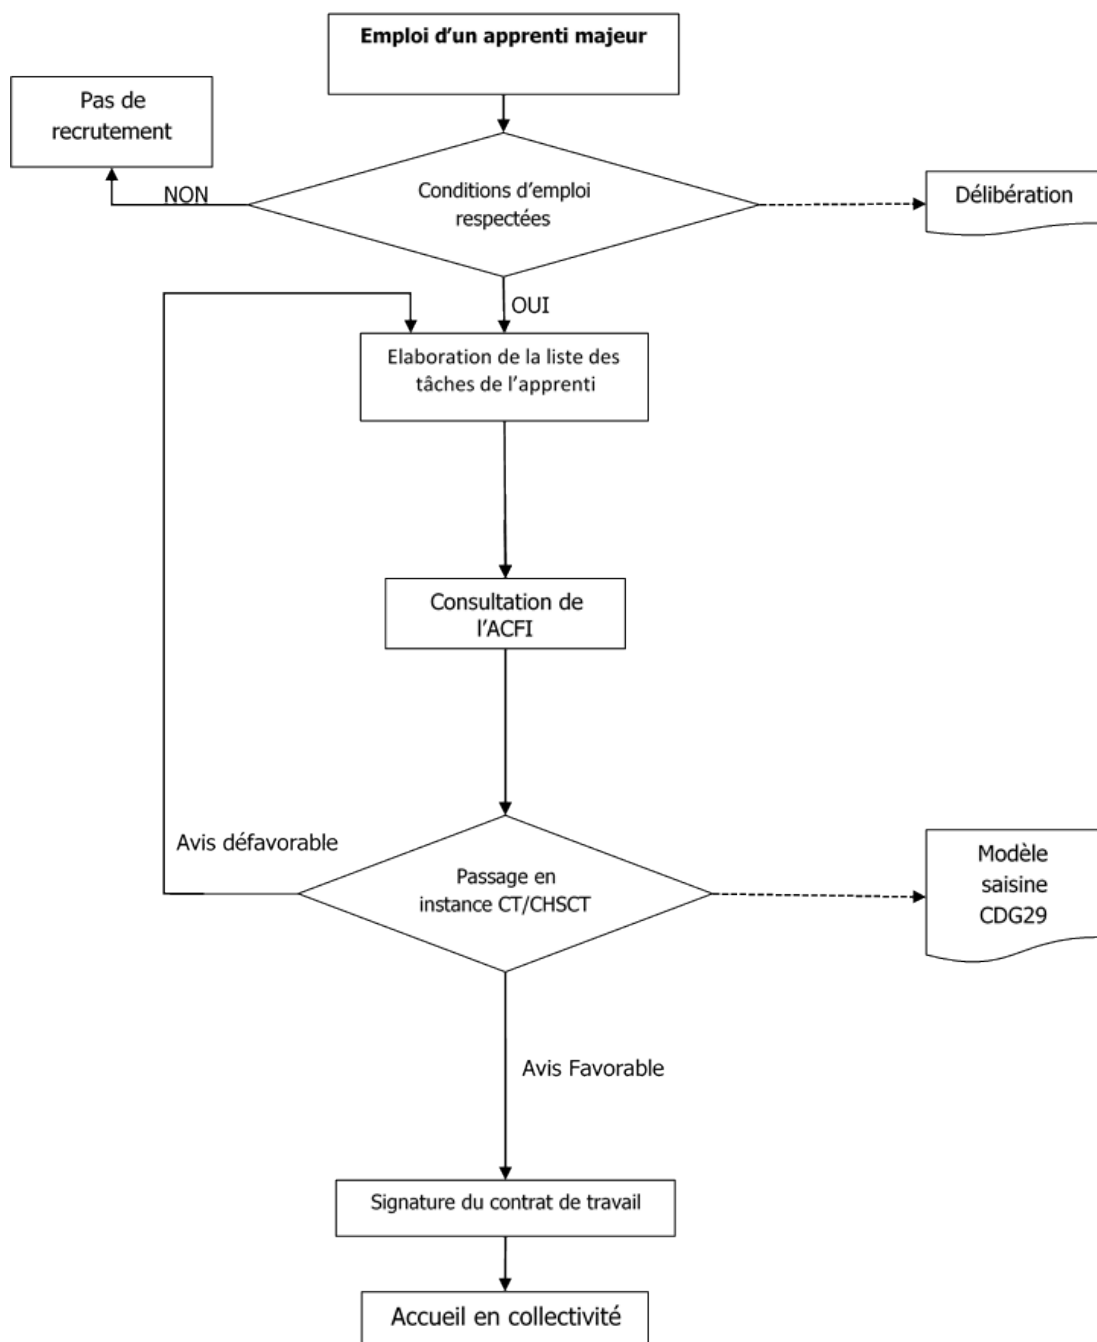 Emploi d'un apprenti majeur
Pas de
recrutement
NON
Conditions d'emploi
respectées
Délibération
OUI
Elaboration de la liste des
tâches de l'apprenti
Consultation de
l'ACFI
Avis défavorable
Passage en
instance CT/CHSCT
Modèle
saisine
CDG29
Avis Favorable
Signature du contrat de travail
Accueil en collectivité